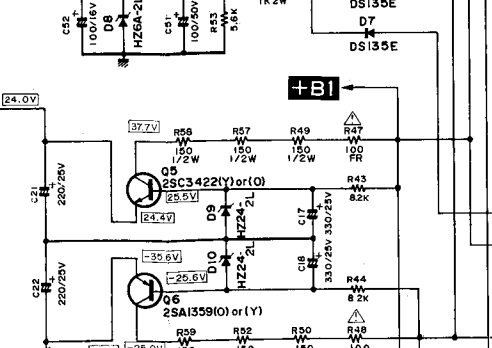 C52
100/16V
D8
HZ6A-2L
C51
100/50V
R53
5.6K
DS135E
D7
DS135E
24.0V
+B1
37.7V
R58
150
1/2W
R57
150
1/2W
R49
150
1/2W
R47
100
FR
Q5
2SC3422(Y)or(O)
25.5V
24.4V
R43
8.2K
C21
220/25V
D9
HZ24-2L
C17
330/25V
-35.6V
D10
HZ24-2L
C18
330/25V
-25.6V
C22
220/25V
Q6
2SA1359(O)or(Y)
R44
8.2K
R59
R52
150
R50
150
R48
100